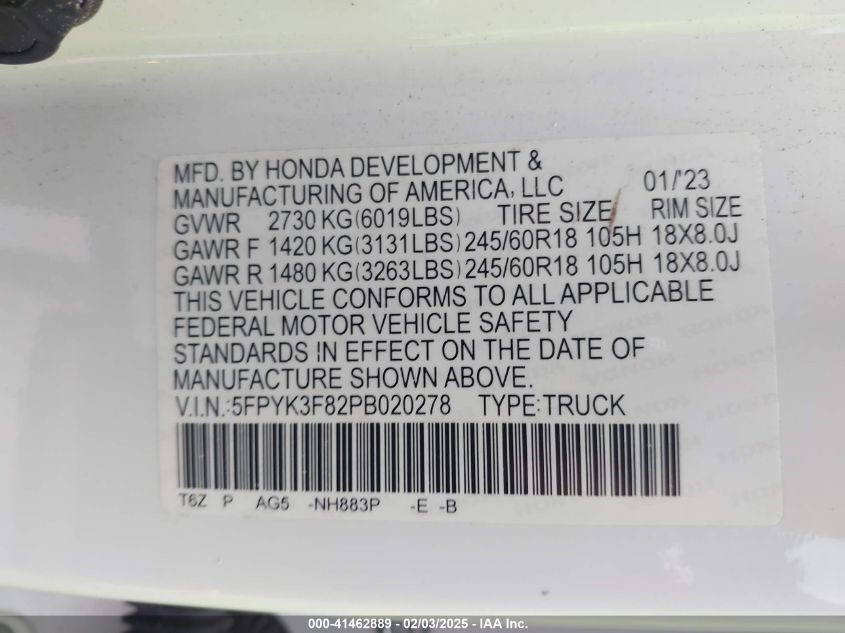 MFD. BY HONDA DEVELOPMENT &
MANUFACTURING OF AMERICA, LLC 01/'23
GVWR 2730 KG(6019LBS) TIRE SIZE RIM SIZE
GAWR F 1420 KG(3131LBS) 245/60R18 105H 18X8.0J
GAWR R 1480 KG(3263LBS) 245/60R18 105H 18X8.0J
THIS VEHICLE CONFORMS TO ALL APPLICABLE
FEDERAL MOTOR VEHICLE SAFETY
STANDARDS IN EFFECT ON THE DATE OF
MANUFACTURE SHOWN ABOVE.
V.I.N.:5FPYK3F82PB020278 TYPE:TRUCK
T6Z P AG5 -NH883P -E -B
000-41462889 - 02/03/2025 - IAA Inc.